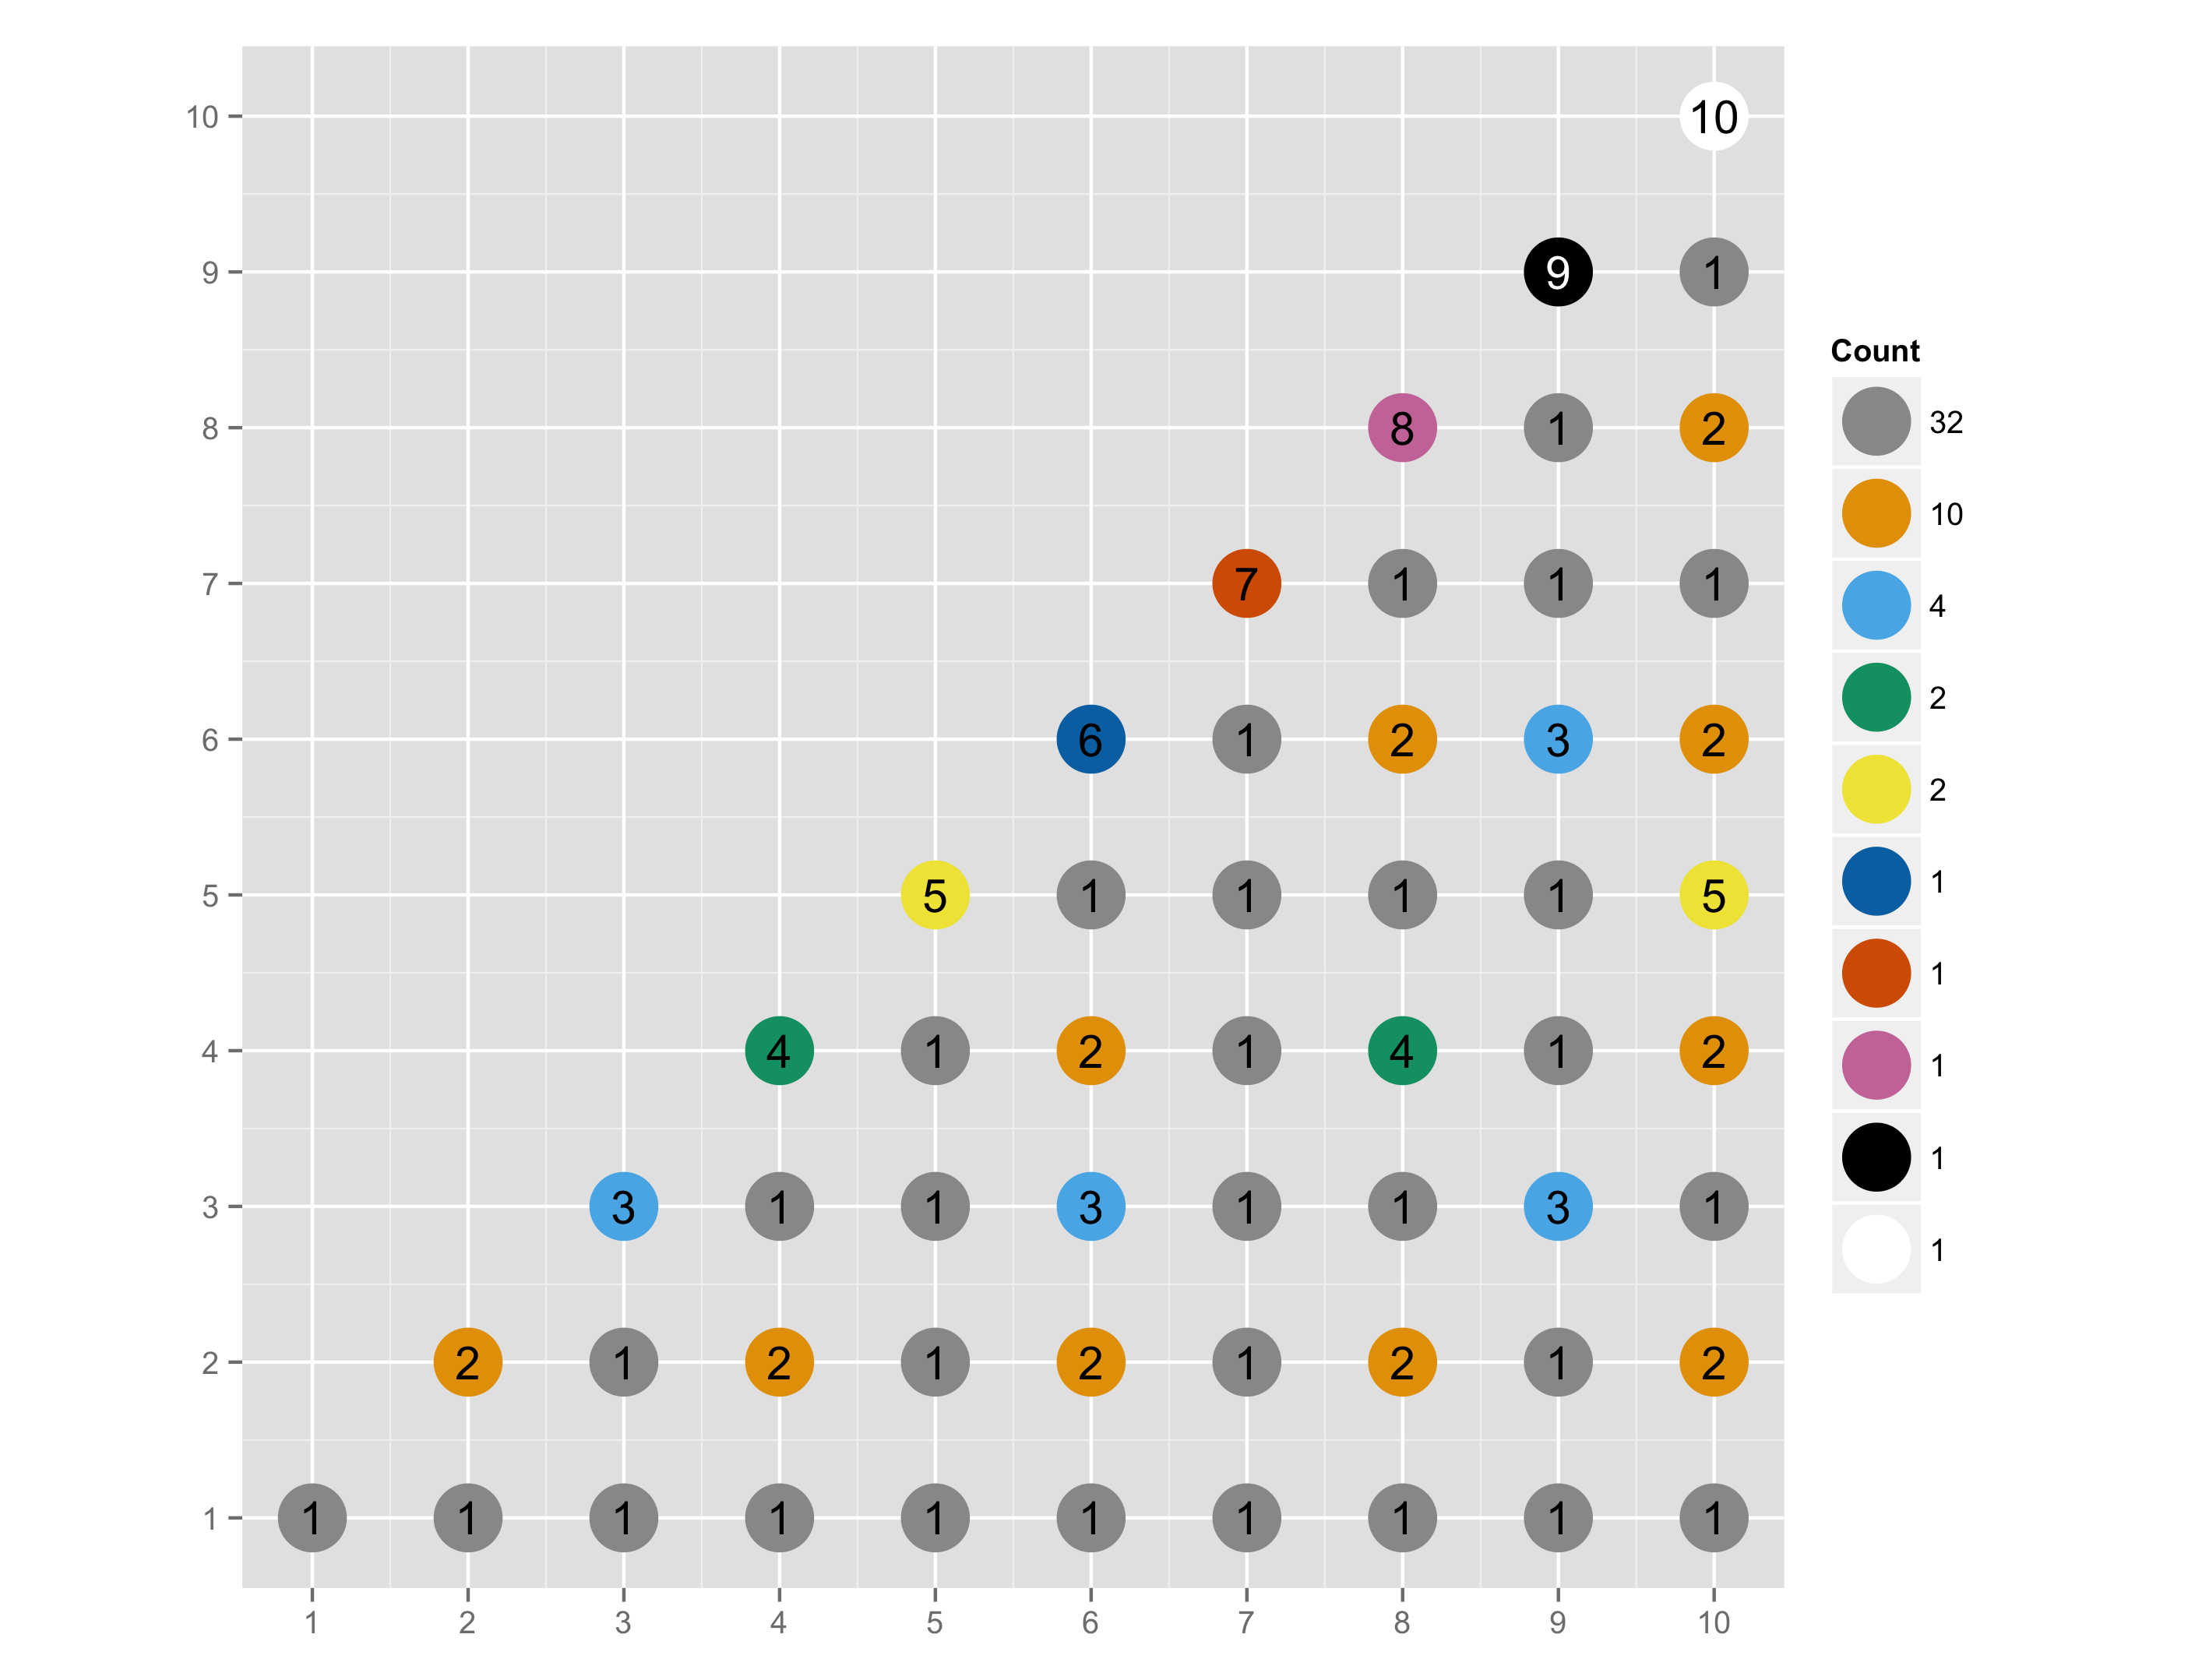 10 10
9 9 1
Count
8 8 1 2
32
10
7 7 1 1 1
4
2
6 6 1 2 3 2
2
5 5 1 1 1 1 5
1
1
4 4 1 2 1 4 1 2
1
1
3 3 1 1 3 1 1 3 1
1
2 2 1 2 1 2 1 2 1 2
1 1 1 1 1 1 1 1 1 1 1
1 2 3 4 5 6 7 8 9 10